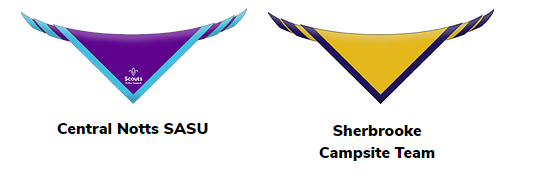 Scouts
Central Notts SASU
Sherbrooke
Campsite Team